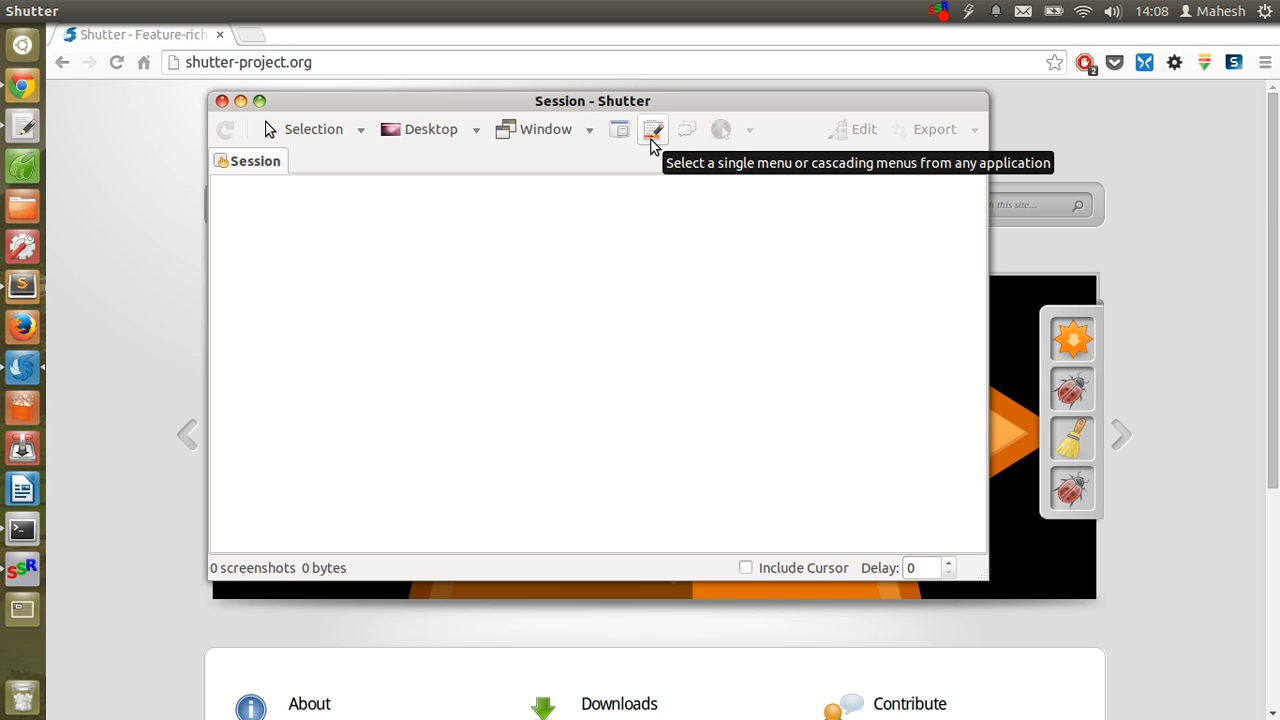 Shutter
14:08 Mahesh
Shutter - Feature-rich
shutter-project.org
2
Session - Shutter
Selection Desktop Window Edit Export
Session
Select a single menu or cascading menus from any application
h this site...
0 screenshots 0 bytes Include Cursor Delay: 0
About Downloads Contribute